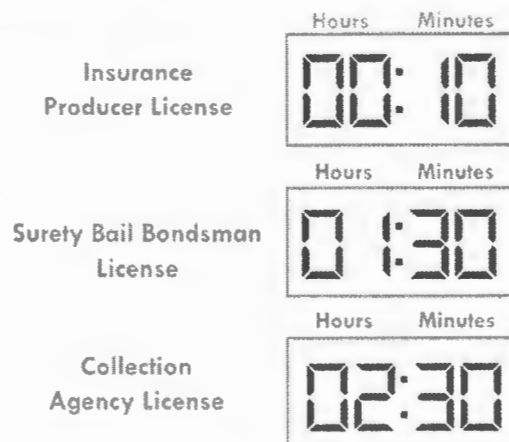 Hours Minutes
Insurance
Producer License
00:10
Hours Minutes
Surety Bail Bondsman
License
01:30
Hours Minutes
Collection
Agency License
02:30